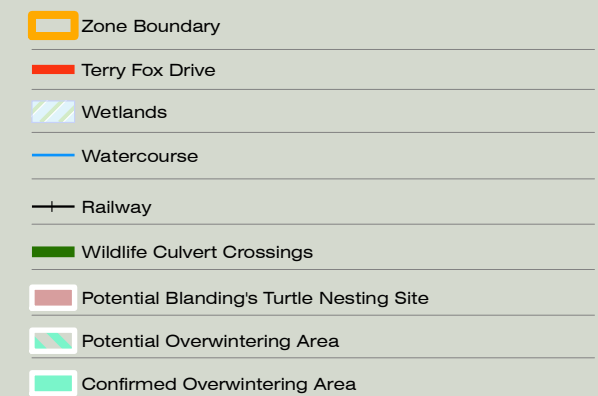 Zone Boundary
Terry Fox Drive
Wetlands
Watercourse
Railway
Wildlife Culvert Crossings
Potential Blanding's Turtle Nesting Site
Potential Overwintering Area
Confirmed Overwintering Area